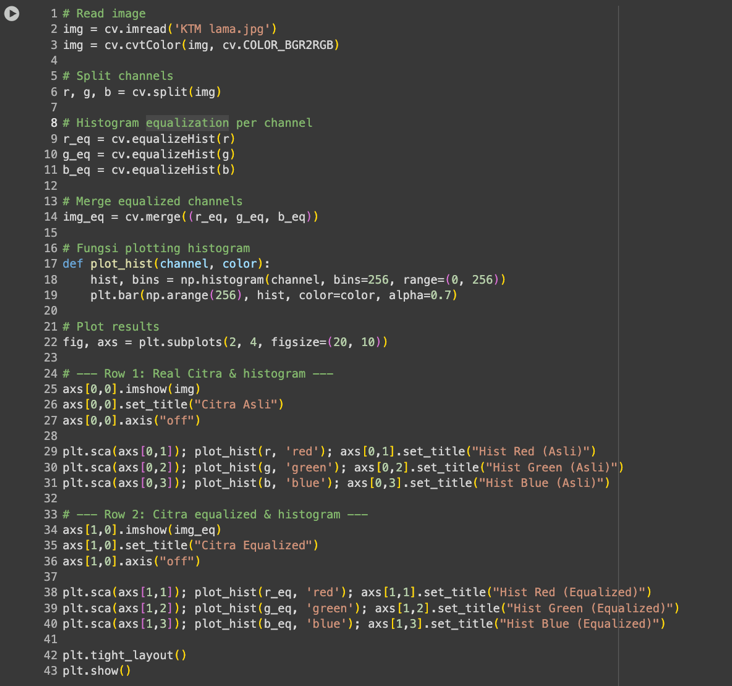 1 # Read image
2 img = cv.imread('KTM lama.jpg')
3 img = cv.cvtColor(img, cv.COLOR_BGR2RGB)
4
5 # Split channels
6 r, g, b = cv.split(img)
7
8 # Histogram equalization per channel
9 r_eq = cv.equalizeHist(r)
10 g_eq = cv.equalizeHist(g)
11 b_eq = cv.equalizeHist(b)
12
13 # Merge equalized channels
14 img_eq = cv.merge((r_eq, g_eq, b_eq))
15
16 # Fungsi plotting histogram
17 def plot_hist(channel, color):
18     hist, bins = np.histogram(channel, bins=256, range=(0, 256))
19     plt.bar(np.arange(256), hist, color=color, alpha=0.7)
20
21 # Plot results
22 fig, axs = plt.subplots(2, 4, figsize=(20, 10))
23
24 # --- Row 1: Real Citra & histogram ---
25 axs[0,0].imshow(img)
26 axs[0,0].set_title("Citra Asli")
27 axs[0,0].axis("off")
28
29 plt.sca(axs[0,1]); plot_hist(r, 'red'); axs[0,1].set_title("Hist Red (Asli)")
30 plt.sca(axs[0,2]); plot_hist(g, 'green'); axs[0,2].set_title("Hist Green (Asli)")
31 plt.sca(axs[0,3]); plot_hist(b, 'blue'); axs[0,3].set_title("Hist Blue (Asli)")
32
33 # --- Row 2: Citra equalized & histogram ---
34 axs[1,0].imshow(img_eq)
35 axs[1,0].set_title("Citra Equalized")
36 axs[1,0].axis("off")
37
38 plt.sca(axs[1,1]); plot_hist(r_eq, 'red'); axs[1,1].set_title("Hist Red (Equalized)")
39 plt.sca(axs[1,2]); plot_hist(g_eq, 'green'); axs[1,2].set_title("Hist Green (Equalized)")
40 plt.sca(axs[1,3]); plot_hist(b_eq, 'blue'); axs[1,3].set_title("Hist Blue (Equalized)")
41
42 plt.tight_layout()
43 plt.show()